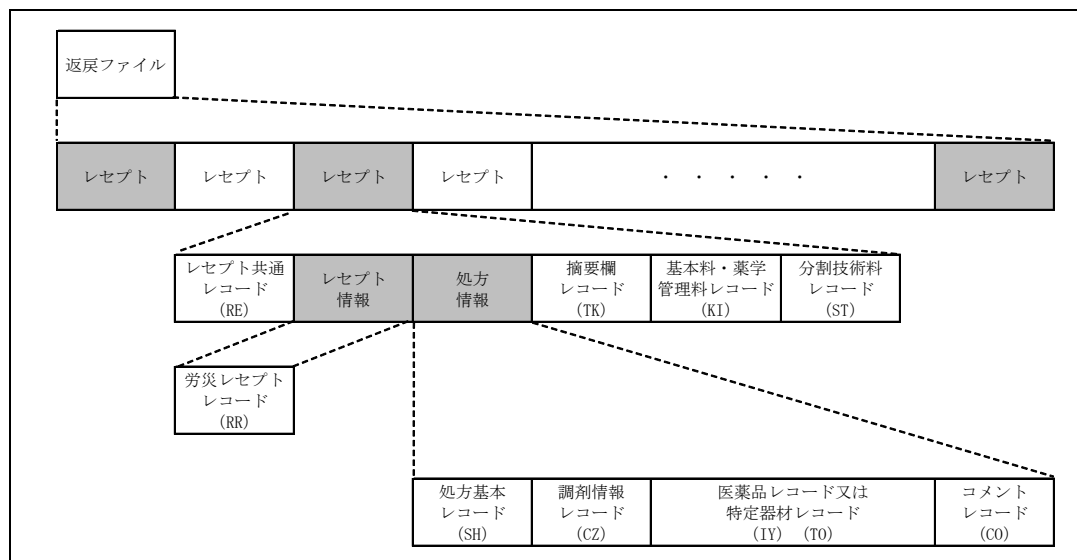 返戻ファイル
レセプト
レセプト
レセプト
レセプト
・ ・ ・ ・ ・
レセプト
レセプト共通
レコード
(RE)
レセプト
情報
処方
情報
摘要欄
レコード
(TK)
基本料・薬学
管理料レコード
(KI)
分割技術料
レコード
(ST)
労災レセプト
レコード
(RR)
処方基本
レコード
(SH)
調剤情報
レコード
(CZ)
医薬品レコード又は
特定器材レコード
(IY) (TO)
コメント
レコード
(CO)